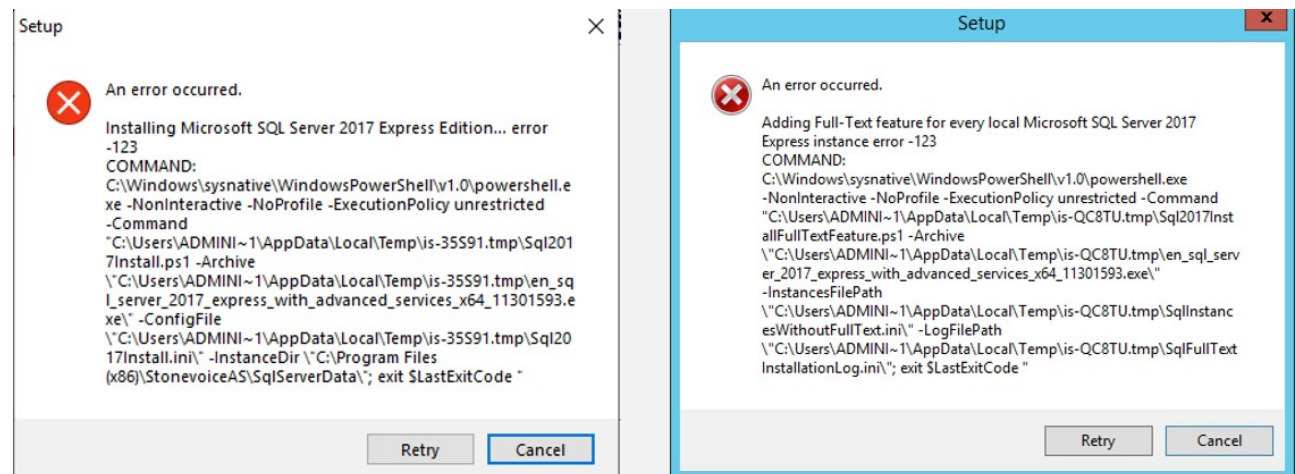 Setup
An error occurred.
Installing Microsoft SQL Server 2017 Express Edition... error
-123
COMMAND:
C:\Windows\sysnative\WindowsPowerShell\v1.0\powershell.e
xe -NonInteractive -NoProfile -ExecutionPolicy unrestricted
-Command
"C:\Users\ADMINI~1\AppData\Local\Temp\is-35S91.tmp\Sql201
7Install.ps1 -Archive
\"C:\Users\ADMINI~1\AppData\Local\Temp\is-35S91.tmp\en_sq
l_server_2017_express_with_advanced_services_x64_11301593.e
xe\" -ConfigFile
\"C:\Users\ADMINI~1\AppData\Local\Temp\is-35S91.tmp\Sql20
17Install.ini\" -InstanceDir \"C:\Program Files
(x86)\StonevoiceAS\SqlServerData\"; exit $LastExitCode "
Retry
Cancel
Setup
An error occurred.
Adding Full-Text feature for every local Microsoft SQL Server 2017
Express instance error -123
COMMAND:
C:\Windows\sysnative\WindowsPowerShell\v1.0\powershell.exe
-NonInteractive -NoProfile -ExecutionPolicy unrestricted -Command
"C:\Users\ADMINI~1\AppData\Local\Temp\is-QC8TU.tmp\Sql2017Inst
allFullTextFeature.ps1 -Archive
\"C:\Users\ADMINI~1\AppData\Local\Temp\is-QC8TU.tmp\en_sql_serv
er_2017_express_with_advanced_services_x64_11301593.exe\"
-InstancesFilePath
\"C:\Users\ADMINI~1\AppData\Local\Temp\is-QC8TU.tmp\SqlInstanc
esWithoutFullText.ini\" -LogFilePath
\"C:\Users\ADMINI~1\AppData\Local\Temp\is-QC8TU.tmp\SqlFullText
InstallationLog.ini\"; exit $LastExitCode "
Retry
Cancel